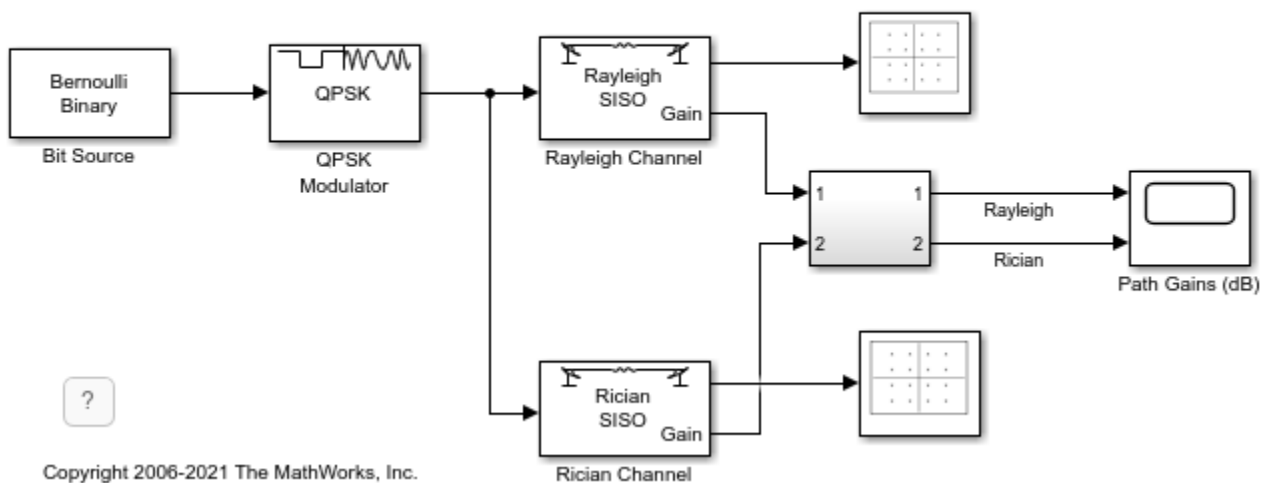 Bernoulli
Binary
Bit Source
QPSK
QPSK
Modulator
Rayleigh
SISO
Gain
Rayleigh Channel
1
2
1
2
Rayleigh
Rician
Path Gains (dB)
Rician
SISO
Gain
Rician Channel
?
Copyright 2006-2021 The MathWorks, Inc.